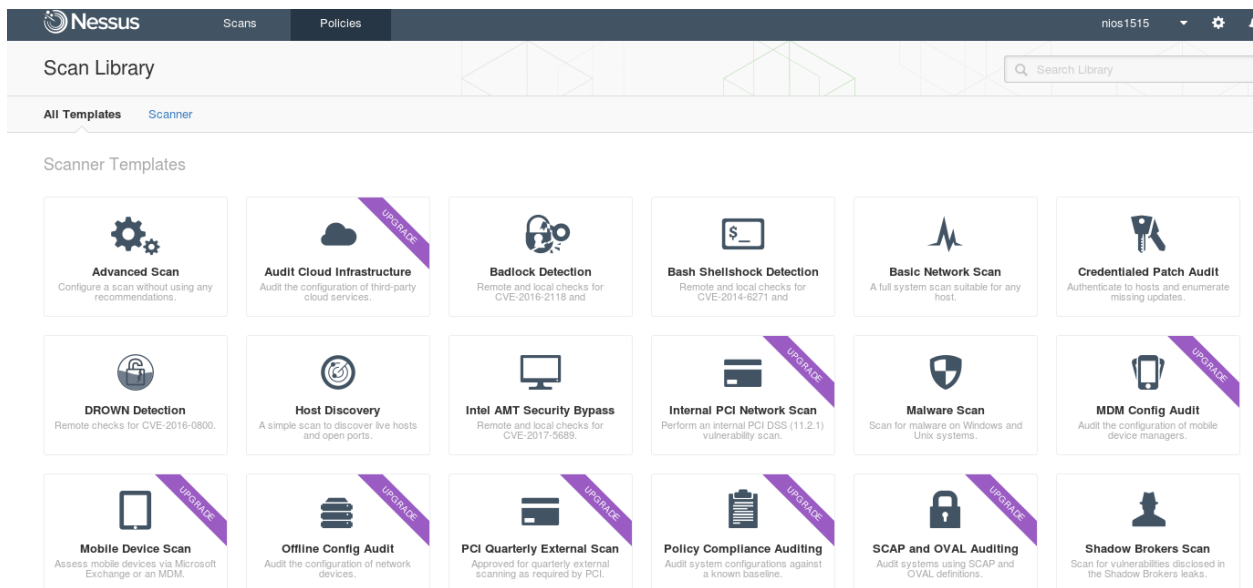 Nessus
Scans
Policies
nios1515
Scan Library
Search Library
All Templates
Scanner
Scanner Templates
UPGRADE
Advanced Scan
Configure a scan without using any
recommendations.
Audit Cloud Infrastructure
Audit the configuration of third-party
cloud services.
Badlock Detection
Remote and local checks for
CVE-2016-2118 and
$_
Bash Shellshock Detection
Remote and local checks for
CVE-2014-6271 and
Basic Network Scan
A full system scan suitable for any
host.
Credentialed Patch Audit
Authenticate to hosts and enumerate
missing updates.
DROWN Detection
Remote checks for CVE-2016-0800.
Host Discovery
A simple scan to discover live hosts
and open ports.
Intel AMT Security Bypass
Remote and local checks for
CVE-2017-5689.
UPGRADE
Internal PCI Network Scan
Perform an internal PCI DSS (11.2.1)
vulnerability scan.
Malware Scan
Scan for malware on Windows and
Unix systems.
UPGRADE
MDM Config Audit
Audit the configuration of mobile
device managers.
UPGRADE
Mobile Device Scan
Assess mobile devices via Microsoft
Exchange or an MDM.
UPGRADE
Offline Config Audit
Audit the configuration of network
devices.
UPGRADE
PCI Quarterly External Scan
Approved for quarterly external
scanning as required by PCI.
UPGRADE
Policy Compliance Auditing
Audit system configurations against
a known baseline.
UPGRADE
SCAP and OVAL Auditing
Audit systems using SCAP and
OVAL definitions.
Shadow Brokers Scan
Scan for vulnerabilities disclosed in
the Shadow Brokers leaks.